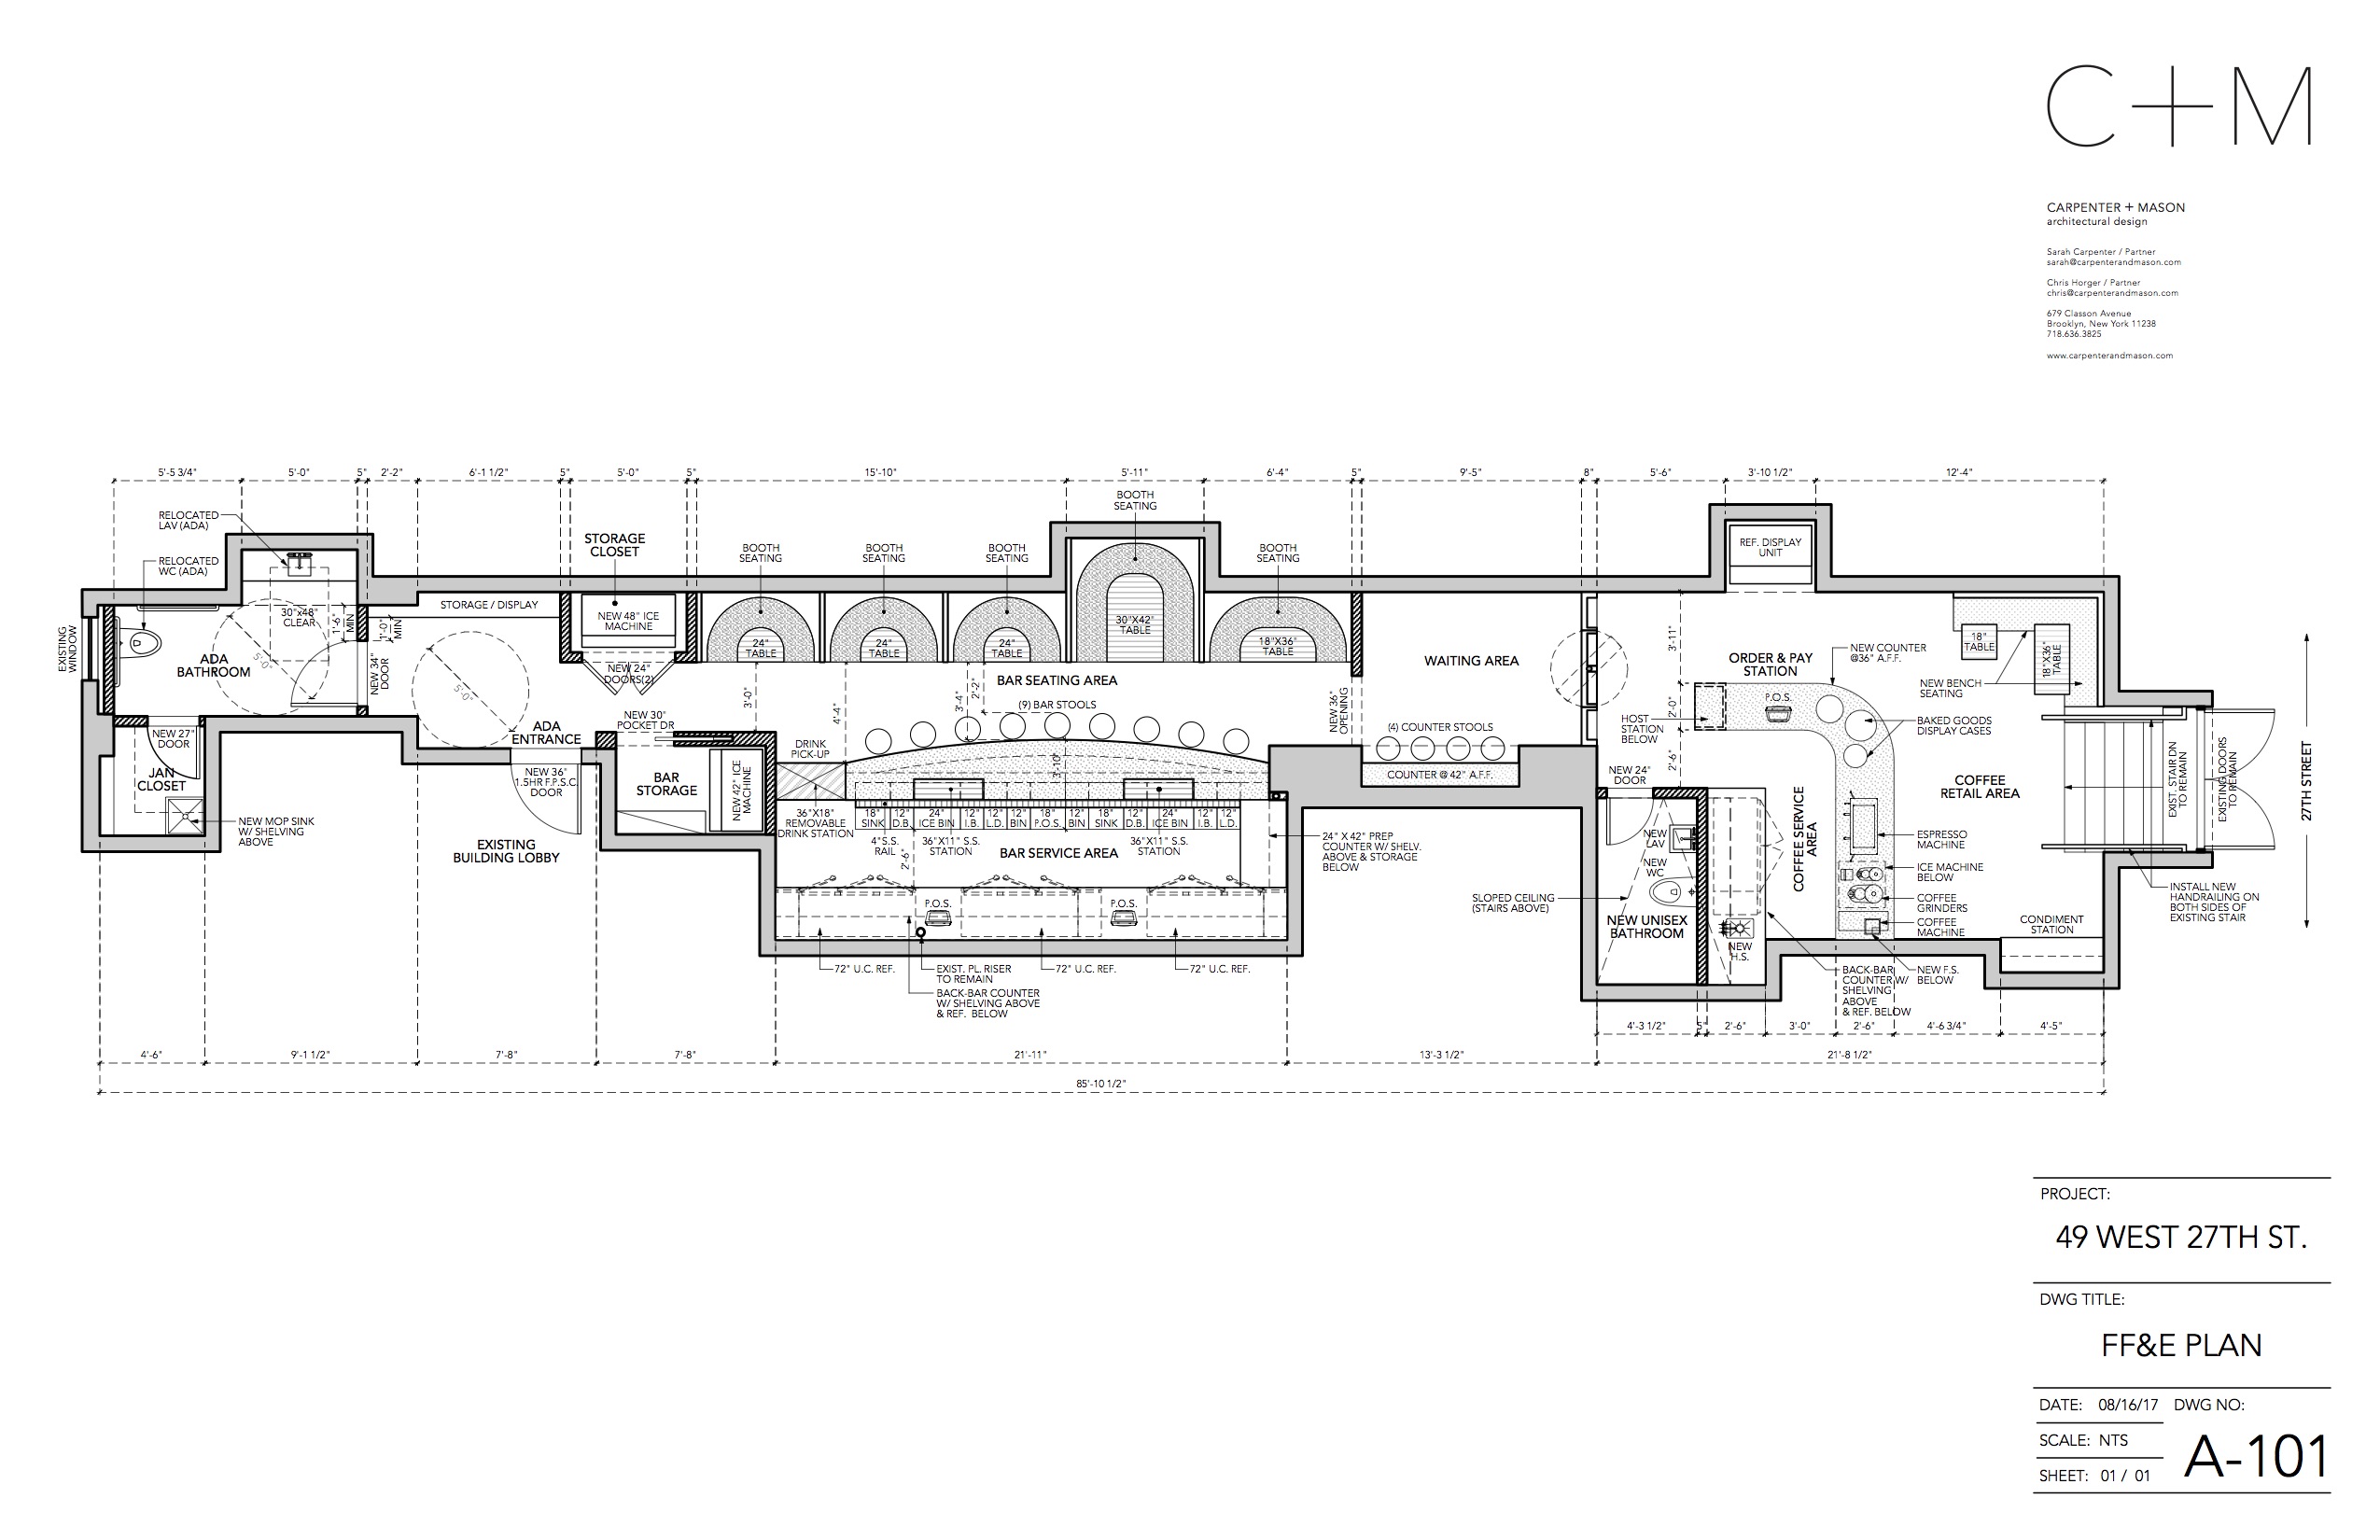 C+M
CARPENTER + MASON
architectural design
Sarah Carpenter / Partner
sarah@carpenterandmason.com
Chris Horger / Partner
chris@carpenterandmason.com
679 Classon Avenue
Brooklyn, New York 11238
718.636.3825
www.carpenterandmason.com
5'-5 3/4"
5'-0"
5"
2'-2"
6'-1 1/2"
5"
5'-0"
5"
15'-10"
5'-11"
6'-4"
5"
9'-5"
8"
5'-6"
3'-10 1/2"
12'-4"
RELOCATED
LAV (ADA)
RELOCATED
WC (ADA)
EXISTING
WINDOW
30"x48"
CLEAR
1'-6"
MIN
1'-0"
MIN
5'-0"
ADA
BATHROOM
NEW 34"
DOOR
NEW 27"
DOOR
JAN
CLOSET
NEW MOP SINK
W/ SHELVING
ABOVE
STORAGE / DISPLAY
5'-0"
ADA
ENTRANCE
NEW 36"
1.5HR F.P.S.C.
DOOR
EXISTING
BUILDING LOBBY
STORAGE
CLOSET
NEW 48" ICE
MACHINE
NEW 24"
DOORS(2)
NEW 30"
POCKET DR
BAR
STORAGE
NEW 42" ICE
MACHINE
BOOTH
SEATING
BOOTH
SEATING
BOOTH
SEATING
BOOTH
SEATING
BOOTH
SEATING
24"
TABLE
24"
TABLE
24"
TABLE
30"X42"
TABLE
18"X36"
TABLE
3'-0"
4'-4"
3'-4"
2'-2"
BAR SEATING AREA
(9) BAR STOOLS
DRINK
PICK-UP
3'-10"
36"X18"
REMOVABLE
DRINK STATION
18"
SINK
12"
D.B.
24"
ICE BIN
12"
I.B.
12"
L.D.
12"
BIN
18"
P.O.S.
12"
BIN
18"
SINK
12"
D.B.
24"
ICE BIN
12"
I.B.
12"
L.D.
4" S.S.
RAIL
36"X11" S.S.
STATION
36"X11" S.S.
STATION
2'-6"
BAR SERVICE AREA
P.O.S.
P.O.S.
24" X 42" PREP
COUNTER W/ SHELV.
ABOVE & STORAGE
BELOW
72" U.C. REF.
EXIST. PL. RISER
TO REMAIN
72" U.C. REF.
72" U.C. REF.
BACK-BAR COUNTER
W/ SHELVING ABOVE
& REF. BELOW
NEW 36"
OPENING
WAITING AREA
(4) COUNTER STOOLS
COUNTER @ 42" A.F.F.
REF. DISPLAY
UNIT
3'-11"
2'-0"
2'-6"
ORDER & PAY
STATION
NEW COUNTER
@36" A.F.F.
P.O.S.
HOST
STATION
BELOW
18"
TABLE
18"X36"
TABLE
NEW BENCH
SEATING
BAKED GOODS
DISPLAY CASES
NEW 24"
DOOR
NEW
LAV
NEW
WC
SLOPED CEILING
(STAIRS ABOVE)
NEW UNISEX
BATHROOM
NEW
H.S.
COFFEE SERVICE
AREA
COFFEE
RETAIL AREA
ESPRESSO
MACHINE
ICE MACHINE
BELOW
COFFEE
GRINDERS
COFFEE
MACHINE
NEW F.S.
BELOW
BACK-BAR
COUNTER W/
SHELVING
ABOVE
& REF. BELOW
CONDIMENT
STATION
EXIST. STAIR DN
TO REMAIN
EXISTING DOORS
TO REMAIN
INSTALL NEW
HANDRAILING ON
BOTH SIDES OF
EXISTING STAIR
27TH STREET
4'-3 1/2"
5"
2'-6"
3'-0"
2'-6"
4'-6 3/4"
4'-5"
4'-6"
9'-1 1/2"
7'-8"
7'-8"
21'-11"
13'-3 1/2"
21'-8 1/2"
85'-10 1/2"
PROJECT:
49 WEST 27TH ST.
DWG TITLE:
FF&E PLAN
DATE: 08/16/17 DWG NO:
SCALE: NTS
A-101
SHEET: 01 / 01